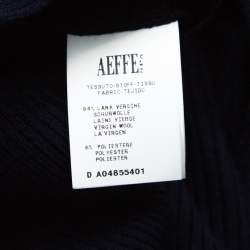 AEFFE
TESSUTO-STOFF-TISSU
FABRIC-TEJIDO
94% LANA VERGINE
SCHURWOLLE
LAINE VIERGE
VIRGIN WOOL
LA'VIRGEN
6% POLIESTERE
POLYESTER
POLIESTER
D A04855401